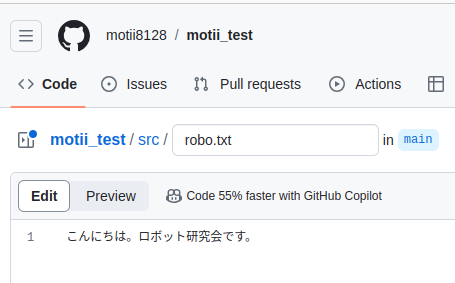 motii8128 / motii_test
Code Issues Pull requests Actions
motii_test / src / robo.txt in main
Edit Preview Code 55% faster with GitHub Copilot
1 こんにちは。ロボット研究会です。